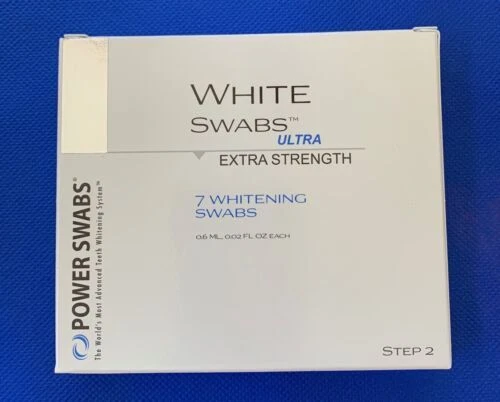 WHITE
SWABS™
ULTRA
EXTRA STRENGTH
7 WHITENING
SWABS
0.6 ML, 0.02 FL OZ EACH
STEP 2
POWER SWABS®
The World's Most Advanced Teeth Whitening System™